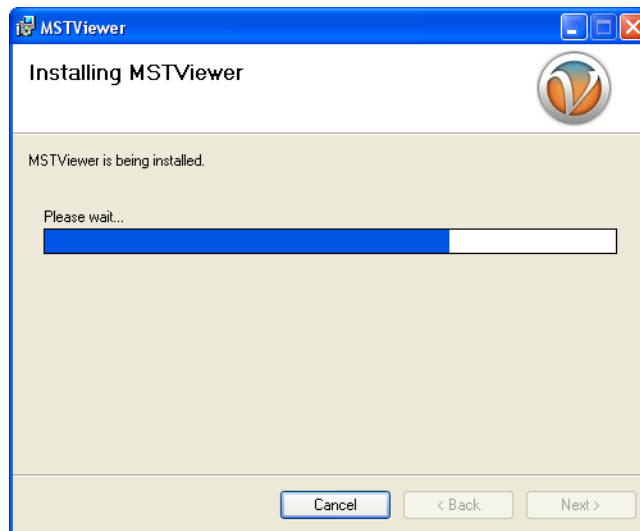 MSTViewer
Installing MSTViewer
MSTViewer is being installed.
Please wait...
Cancel
< Back
Next >